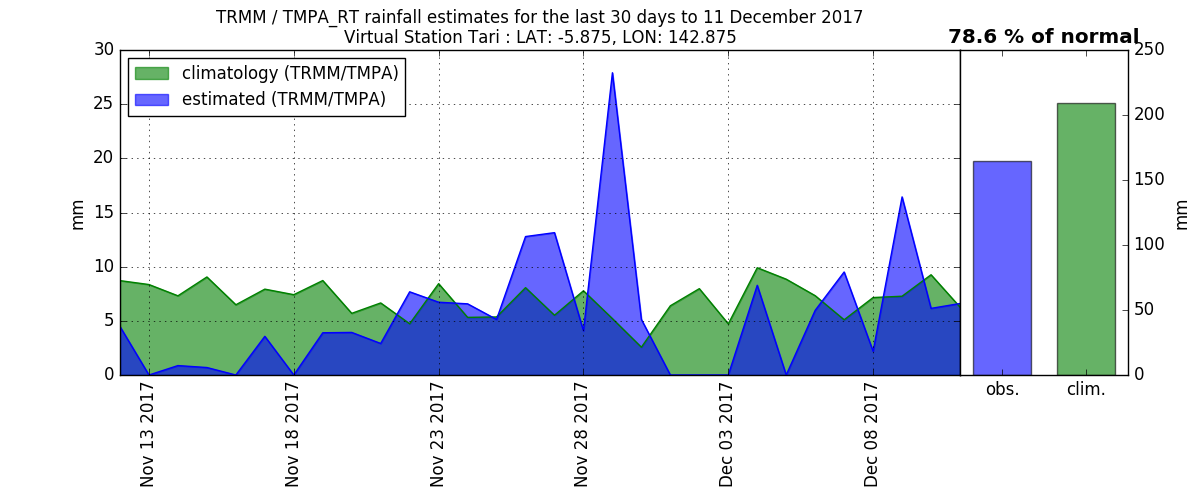 TRMM / TMPA_RT rainfall estimates for the last 30 days to 11 December 2017
Virtual Station Tari : LAT: -5.875, LON: 142.875
78.6 % of normal
climatology (TRMM/TMPA)
estimated (TRMM/TMPA)
30
25
20
15
10
5
0
mm
Nov 13 2017
Nov 18 2017
Nov 23 2017
Nov 28 2017
Dec 03 2017
Dec 08 2017
250
200
150
100
50
0
mm
obs.
clim.